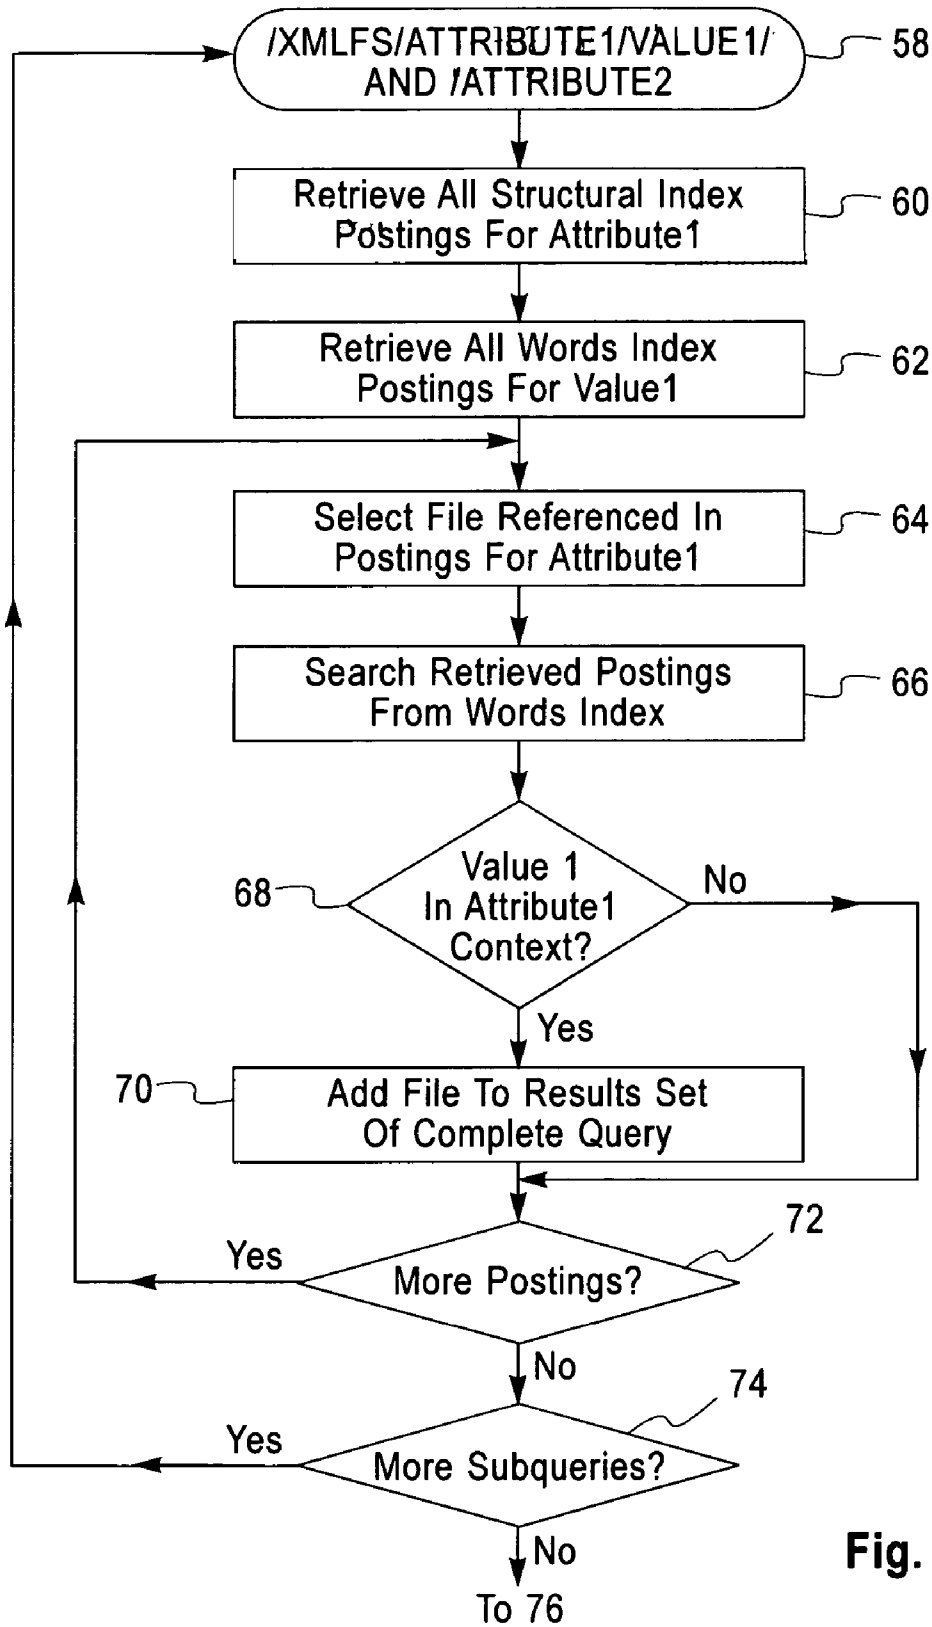 /XMLFS/ATTRIBUTE1/VALUE1/
AND /ATTRIBUTE2
58
Retrieve All Structural Index
Postings For Attribute1
60
Retrieve All Words Index
Postings For Value1
62
Select File Referenced In
Postings For Attribute1
64
Search Retrieved Postings
From Words Index
66
Value 1
In Attribute1
Context?
68
No
Yes
70
Add File To Results Set
Of Complete Query
72
Yes
More Postings?
No
74
Yes
More Subqueries?
No
Fig.
To 76